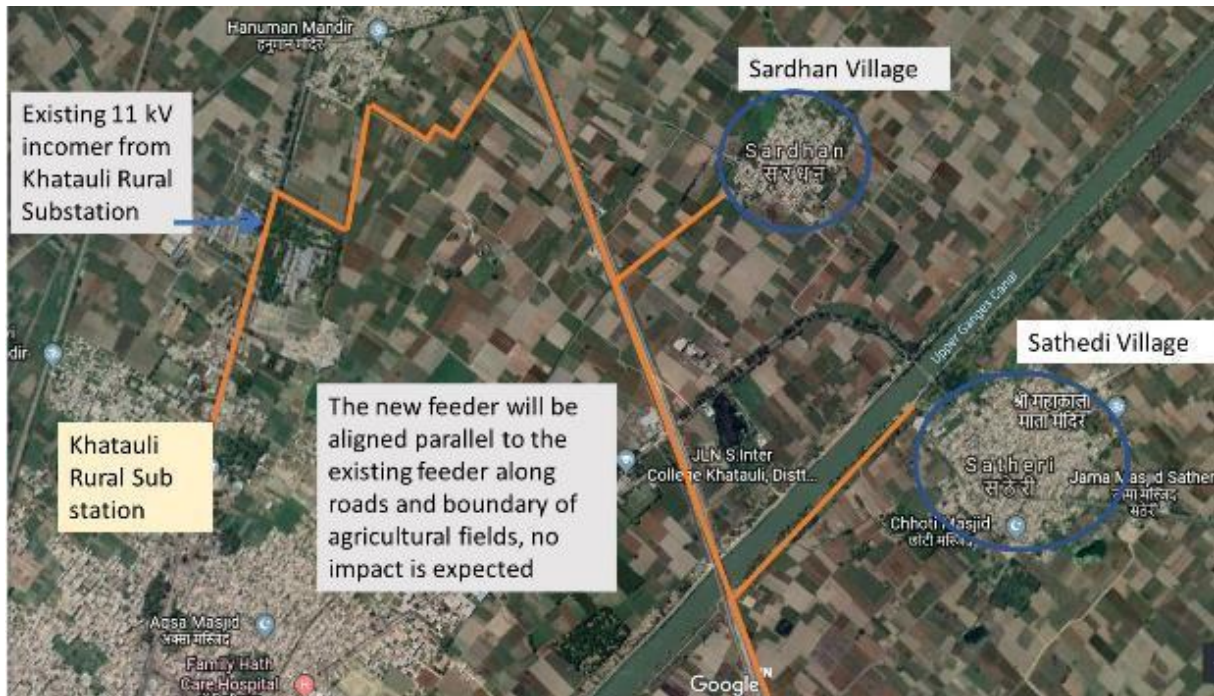 Hanuman Mandir
हनुमान मंदिर
Existing 11 kV
incomer from
Khatauli Rural
Substation
Sardhan Village
Sardhan
सरधन
Upper Ganges Canal
Sathedi Village
dir
Khatauli
Rural Sub
station
The new feeder will be
aligned parallel to the
existing feeder along
roads and boundary of
agricultural fields, no
impact is expected
JLN S Inter
College Khatauli, Distt...
श्री महाकाली
माता मंदिर
Satheri
सठेरी
Jama Masjid Sather
जामा मस्जिद
सठेर
Chhoti Masjid
छोटी मस्जिद
Aqsa Masjid
अक्सा मस्जिद
Family Hath
Care Hospital
Google